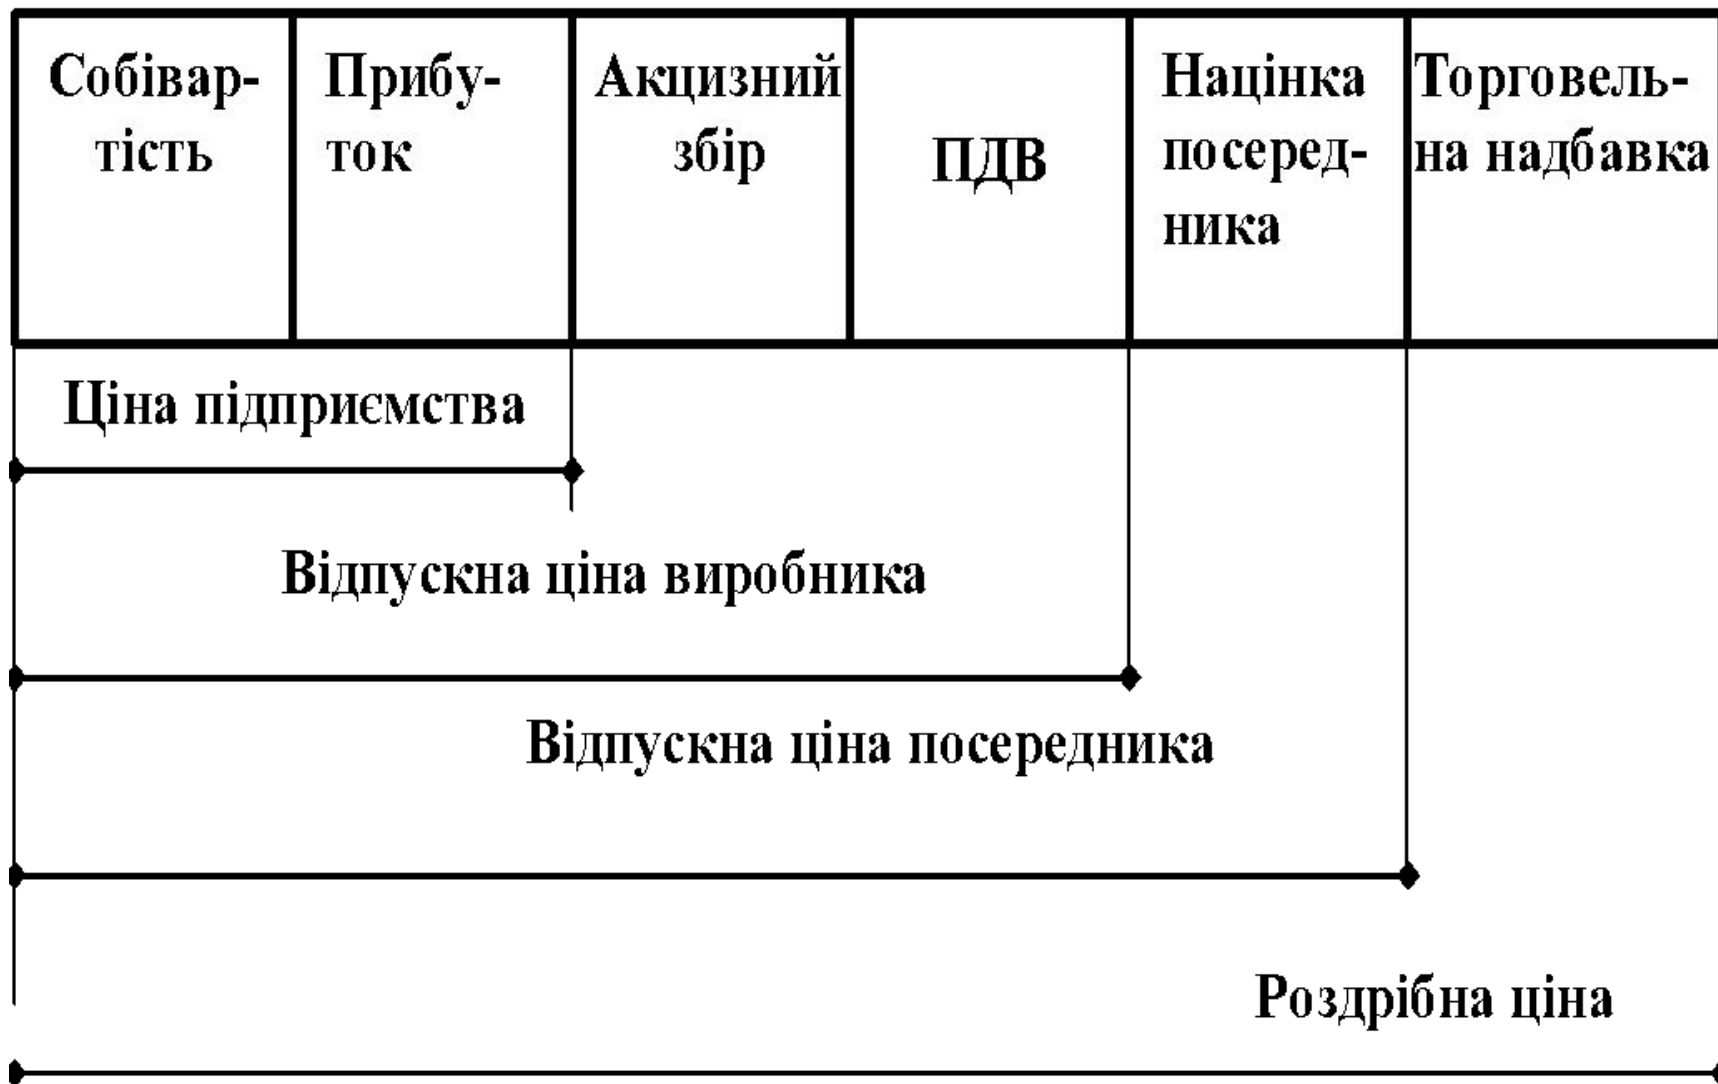 Собівар-
тість
Прибу-
ток
Акцизний
збір
ПДВ
Націнка
посеред-
ника
Торговель-
на надбавка
Ціна підприємства
Відпускна ціна виробника
Відпускна ціна посередника
Роздрібна ціна